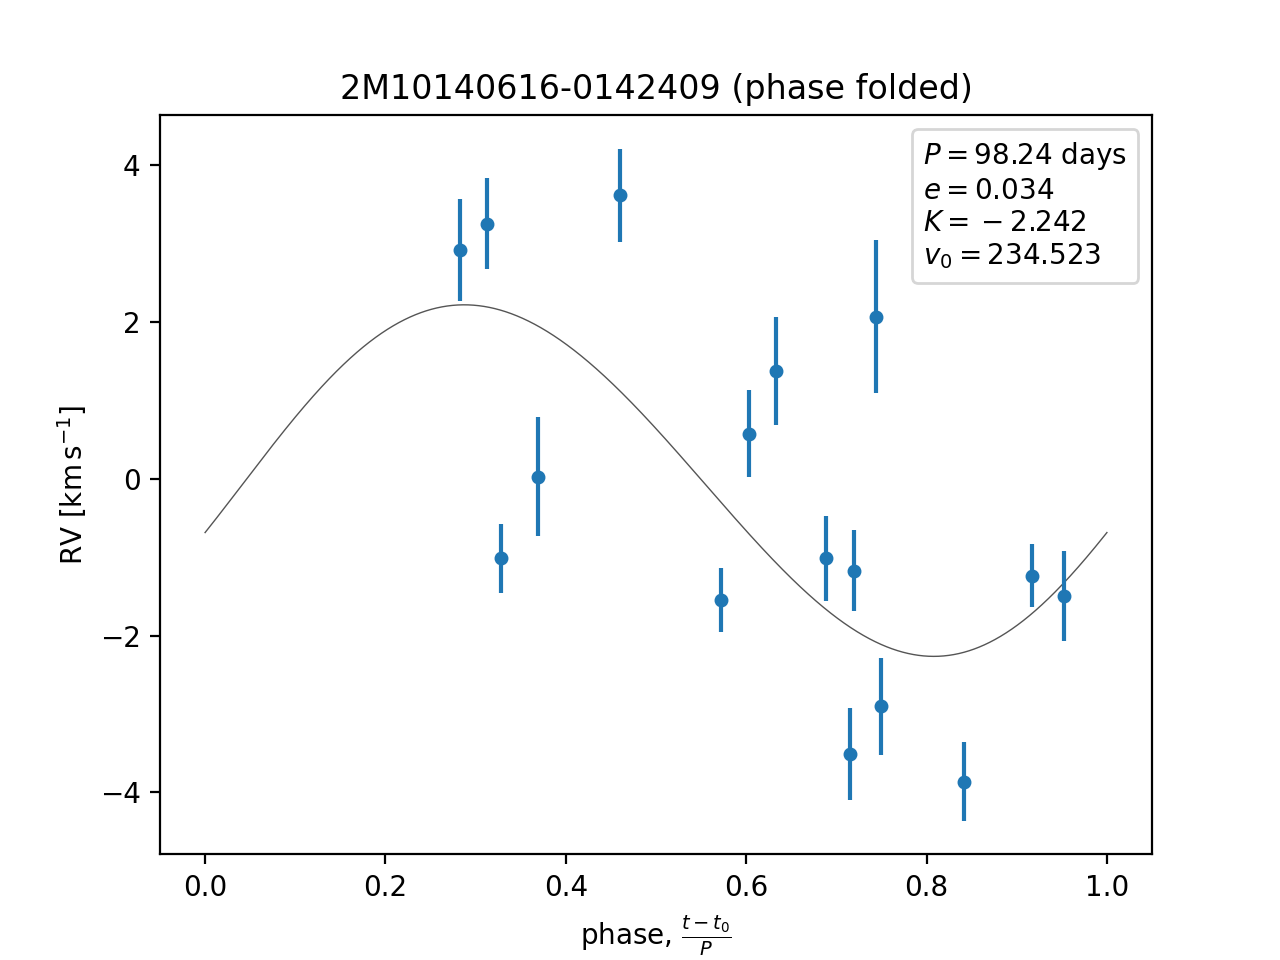 2M10140616-0142409 (phase folded)
P = 98.24 days
e = 0.034
K = −2.242
v₀ = 234.523
4
2
0
−2
−4
RV [km s⁻¹]
0.0 0.2 0.4 0.6 0.8 1.0
phase, (t − t₀)/P